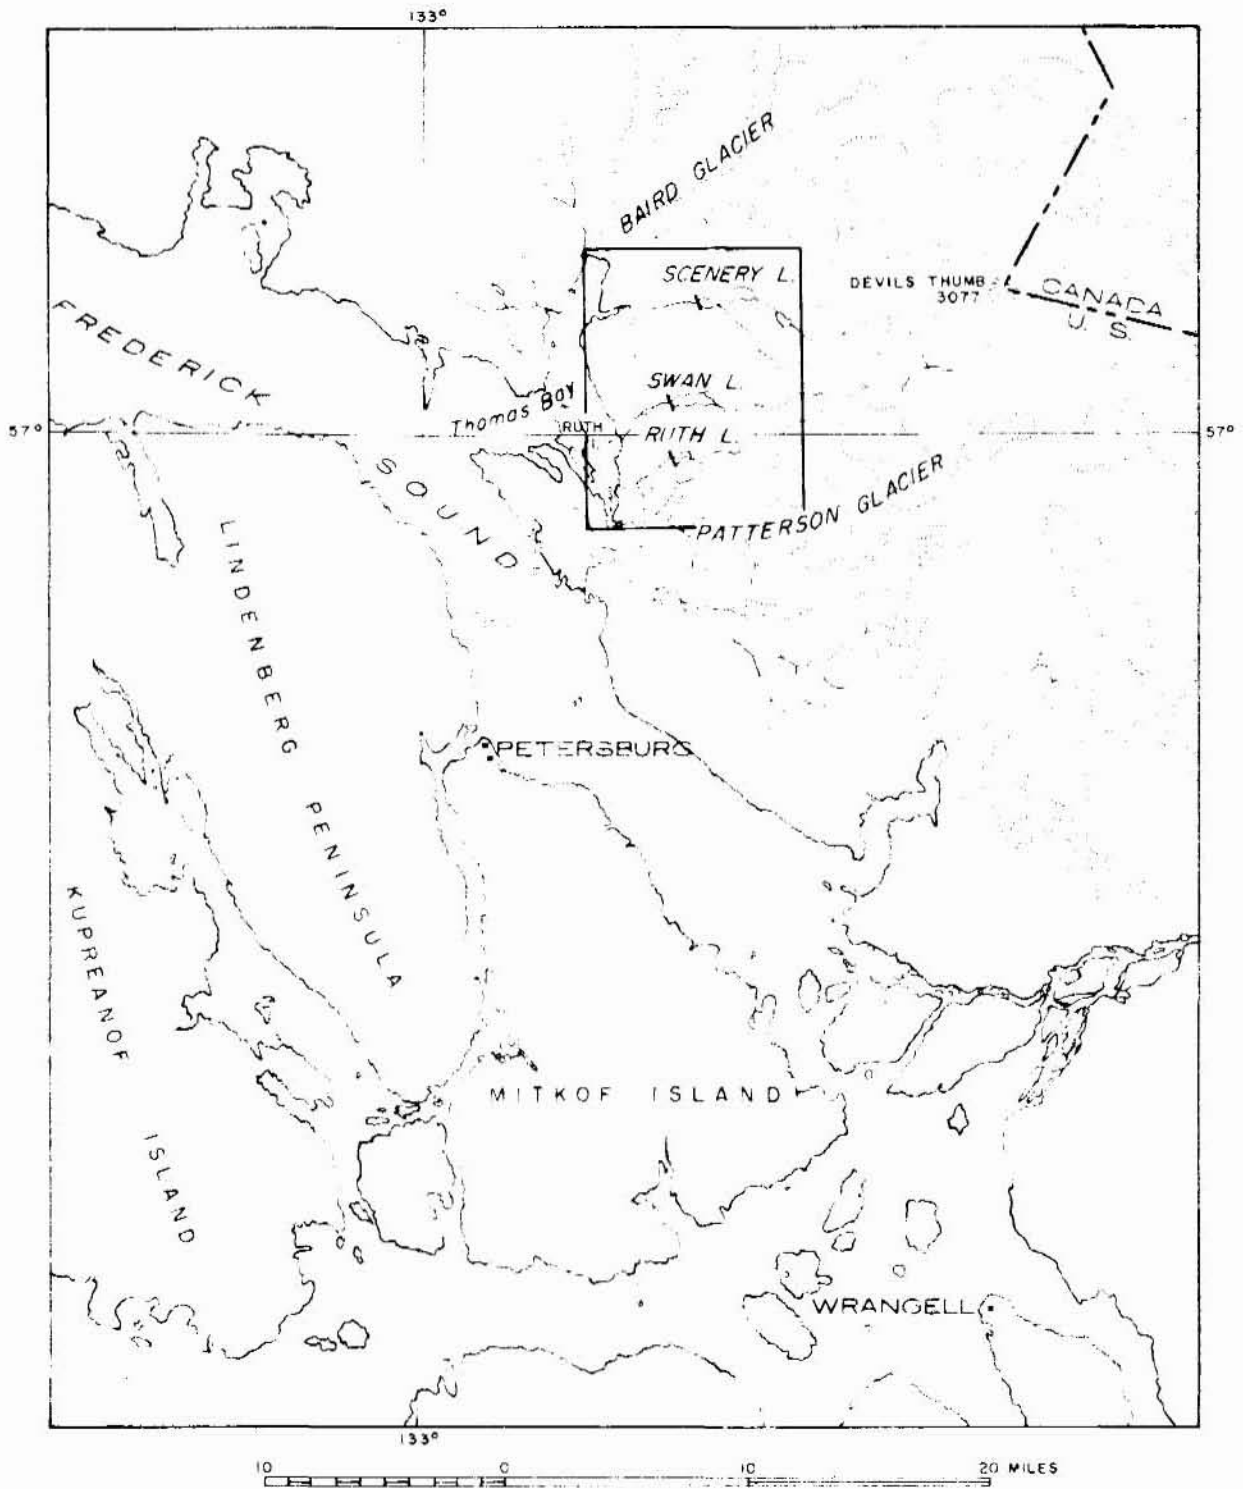 133°
BAIRD GLACIER
SCENERY L.
DEVILS THUMB
3077
CANADA
U. S.
FREDERICK
SOUND
SWAN L.
Thomas Bay
57°
RUTH
RUTH L.
57°
PATTERSON GLACIER
LINDENBERG PENINSULA
PETERSBURG
KUPREANOF ISLAND
MITKOF ISLAND
WRANGELL
133°
10 0 10 20 MILES